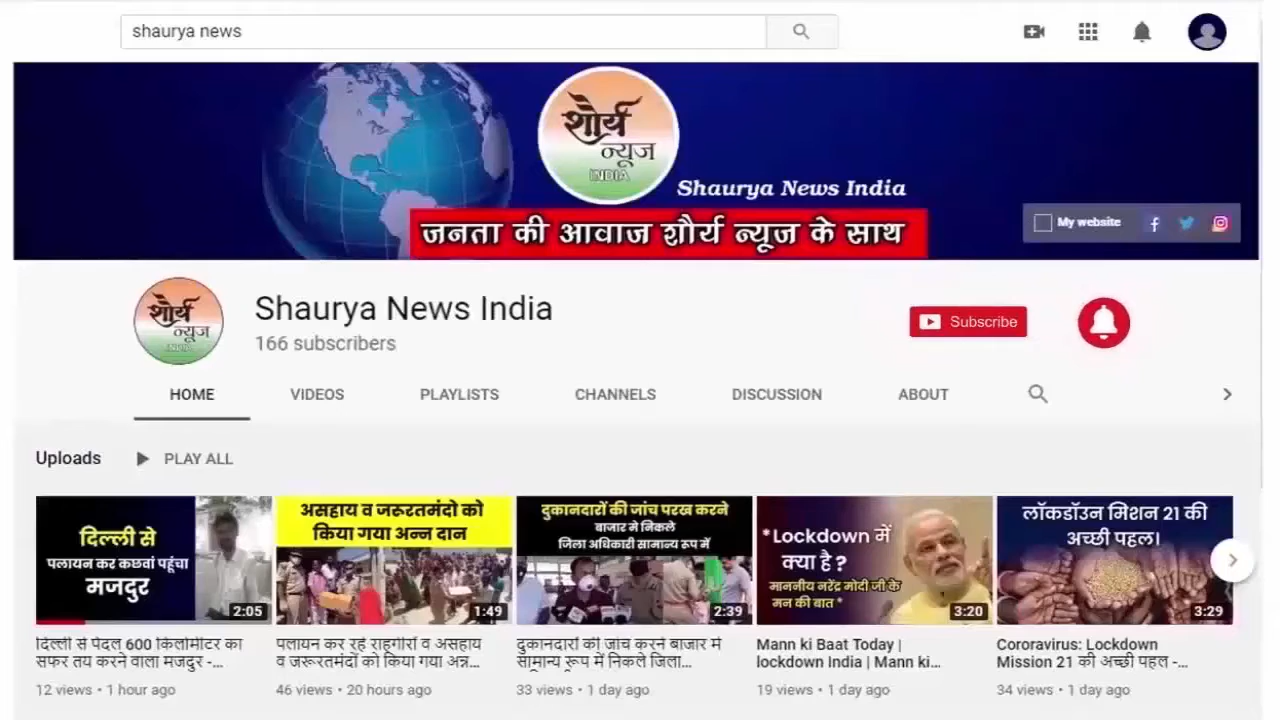 shaurya news
शौर्य
न्यूज
INDIA
Shaurya News India
जनता की आवाज शौर्य न्यूज के साथ
My website
शौर्य
न्यूज
INDIA
Shaurya News India
166 subscribers
Subscribe
HOME VIDEOS PLAYLISTS CHANNELS DISCUSSION ABOUT
Uploads PLAY ALL
दिल्ली से
पलायन कर कछवां पहूंचा
मजदुर
2:05
असहाय व जरूरतमंदो को
किया गया अन्न दान
1:49
दुकानदारों की जांच परख करने
बाजार मे निकले
जिला अधिकारी सामान्य रूप में
2:39
*Lockdown में
क्या है ?
माननीय नरेंद्र मोदी जी के
मन की बात *
3:20
लॉकडॉउन मिशन 21 की
अच्छी पहल।
3:29
दिल्ली से पैदल 600 किलोमीटर का
सफर तय करने वाला मजदुर -...
12 views • 1 hour ago
पलायन कर रहे राहगीरों व असहाय
व जरूरतमंदों को किया गया अन्न...
46 views • 20 hours ago
दुकानदारों की जांच करने बाजार में
सामान्य रूप में निकले जिला...
33 views • 1 day ago
Mann ki Baat Today |
lockdown India | Mann ki...
19 views • 1 day ago
Cororavirus: Lockdown
Mission 21 की अच्छी पहल -...
34 views • 1 day ago